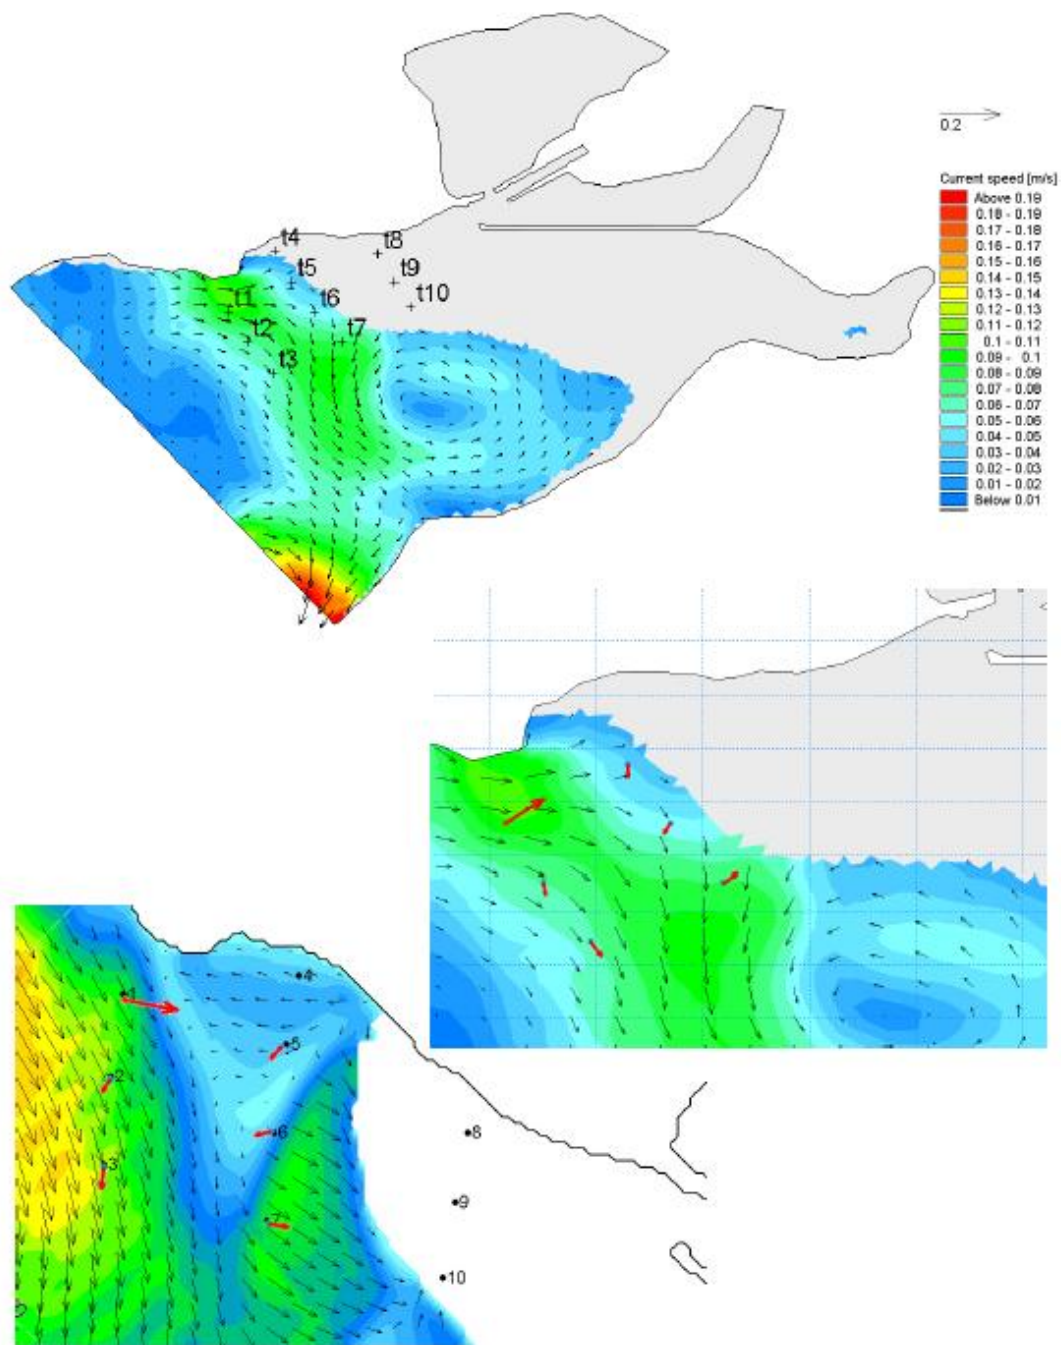 0.2
Current speed [m/s]
Above 0.19
0.18 - 0.19
0.17 - 0.18
0.16 - 0.17
0.15 - 0.16
0.14 - 0.15
0.13 - 0.14
0.12 - 0.13
0.11 - 0.12
0.1 - 0.11
0.09 - 0.1
0.08 - 0.09
0.07 - 0.08
0.06 - 0.07
0.05 - 0.06
0.04 - 0.05
0.03 - 0.04
0.02 - 0.03
0.01 - 0.02
Below 0.01
t4
t8
t5
t9
t1
t6
t10
t2
t7
t3
4
1
5
2
6
8
3
9
7
10